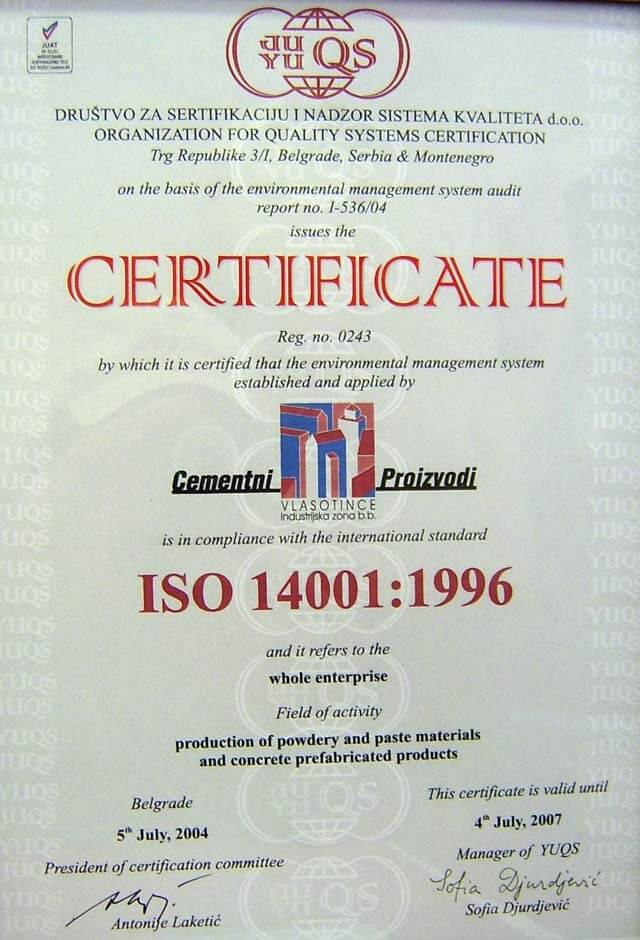 JUAT
JU QS
YU
DRUŠTVO ZA SERTIFIKACIJU I NADZOR SISTEMA KVALITETA d.o.o.
ORGANIZATION FOR QUALITY SYSTEMS CERTIFICATION
Trg Republike 3/I, Belgrade, Serbia & Montenegro
on the basis of the environmental management system audit
report no. I-536/04
issues the
CERTIFICATE
Reg. no. 0243
by which it is certified that the environmental management system
established and applied by
Cementni Proizvodi
VLASOTINCE
Industrijska zona b.b.
is in compliance with the international standard
ISO 14001:1996
and it refers to the
whole enterprise
Field of activity
production of powdery and paste materials
and concrete prefabricated products
Belgrade
5th July, 2004
President of certification committee
Antonije Laketić
This certificate is valid until
4th July, 2007
Manager of YUQS
Sofia Djurdjević
Sofia Djurdjević